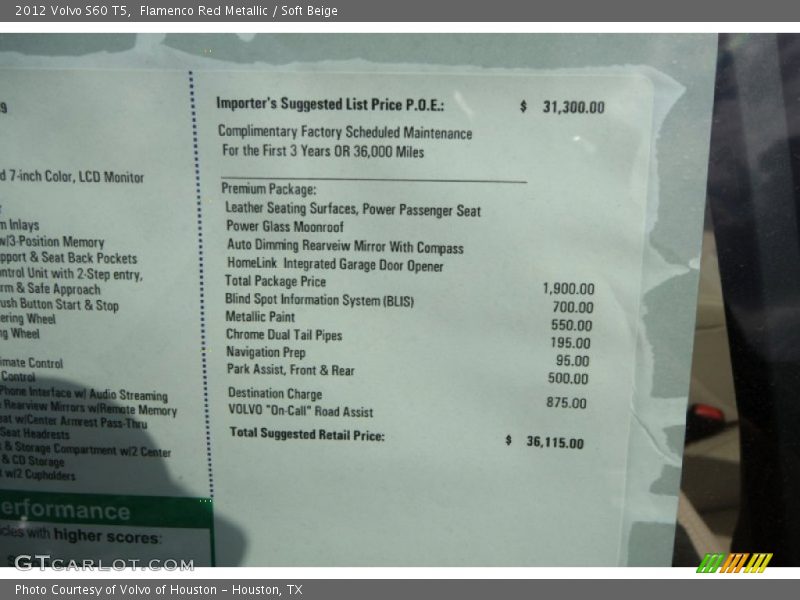 2012 Volvo S60 T5,  Flamenco Red Metallic / Soft Beige
9
d 7-inch Color, LCD Monitor
m Inlays
w/3-Position Memory
pport & Seat Back Pockets
ontrol Unit with 2-Step entry,
rm & Safe Approach
ush Button Start & Stop
ering Wheel
ng Wheel
imate Control
Control
Phone Interface w/ Audio Streaming
e Rearview Mirrors w/Remote Memory
eat w/Center Armrest Pass-Thru
Seat Headrests
& Storage Compartment w/2 Center
& CD Storage
w/2 Cupholders
erformance
icles with higher scores:
Importer's Suggested List Price P.O.E.: $ 31,300.00
Complimentary Factory Scheduled Maintenance
For the First 3 Years OR 36,000 Miles
Premium Package:
Leather Seating Surfaces, Power Passenger Seat
Power Glass Moonroof
Auto Dimming Rearveiw Mirror With Compass
HomeLink Integrated Garage Door Opener
Total Package Price 1,900.00
Blind Spot Information System (BLIS) 700.00
Metallic Paint 550.00
Chrome Dual Tail Pipes 195.00
Navigation Prep 95.00
Park Assist, Front & Rear 500.00
Destination Charge 875.00
VOLVO "On-Call" Road Assist
Total Suggested Retail Price: $ 36,115.00
GTCARLOT.COM
Photo Courtesy of Volvo of Houston - Houston, TX